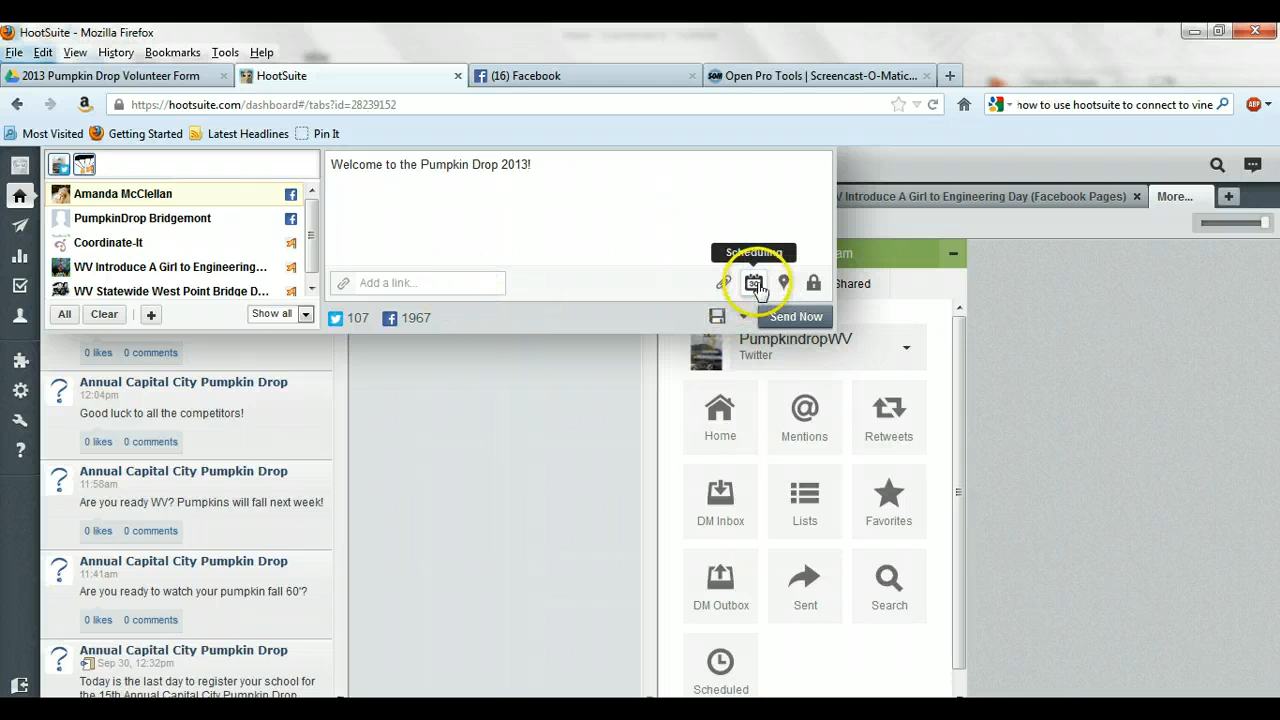 HootSuite - Mozilla Firefox
File Edit View History Bookmarks Tools Help
2013 Pumpkin Drop Volunteer Form
HootSuite
(16) Facebook
Open Pro Tools | Screencast-O-Matic...
https://hootsuite.com/dashboard#/tabs?id=28239152
how to use hootsuite to connect to vine
ABP
Most Visited
Getting Started
Latest Headlines
Pin It
Welcome to the Pumpkin Drop 2013!
Amanda McClellan
PumpkinDrop Bridgemont
Coordinate-It
WV Introduce A Girl to Engineering...
WV Statewide West Point Bridge D...
All
Clear
Show all
Scheduling
Add a link...
30
107
1967
Send Now
V Introduce A Girl to Engineering Day (Facebook Pages)
More...
am
Shared
PumpkindropWV
Twitter
Home
Mentions
Retweets
DM Inbox
Lists
Favorites
DM Outbox
Sent
Search
Scheduled
0 likes 0 comments
Annual Capital City Pumpkin Drop
12:04pm
Good luck to all the competitors!
0 likes 0 comments
Annual Capital City Pumpkin Drop
11:58am
Are you ready WV? Pumpkins will fall next week!
0 likes 0 comments
Annual Capital City Pumpkin Drop
11:41am
Are you ready to watch your pumpkin fall 60'?
0 likes 0 comments
Annual Capital City Pumpkin Drop
Sep 30, 12:32pm
Today is the last day to register your school for
the 15th Annual Capital City Pumpkin Drop